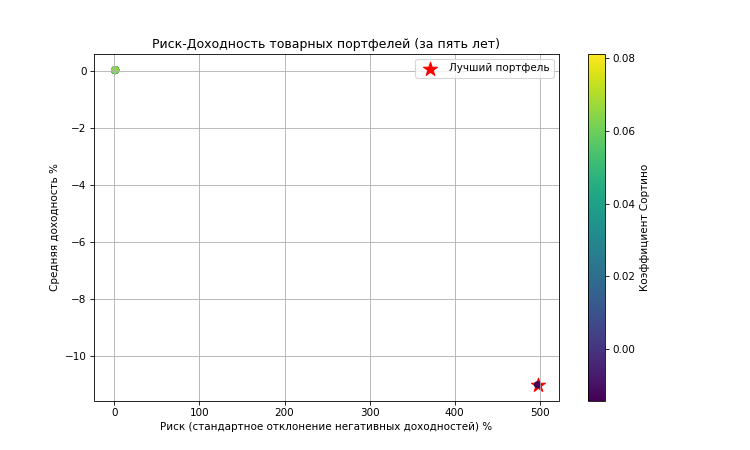 Риск-Доходность товарных портфелей (за пять лет)
Лучший портфель
Средняя доходность %
0
−2
−4
−6
−8
−10
0 100 200 300 400 500
Риск (стандартное отклонение негативных доходностей) %
0.08
0.06
0.04
0.02
0.00
Коэффициент Сортино